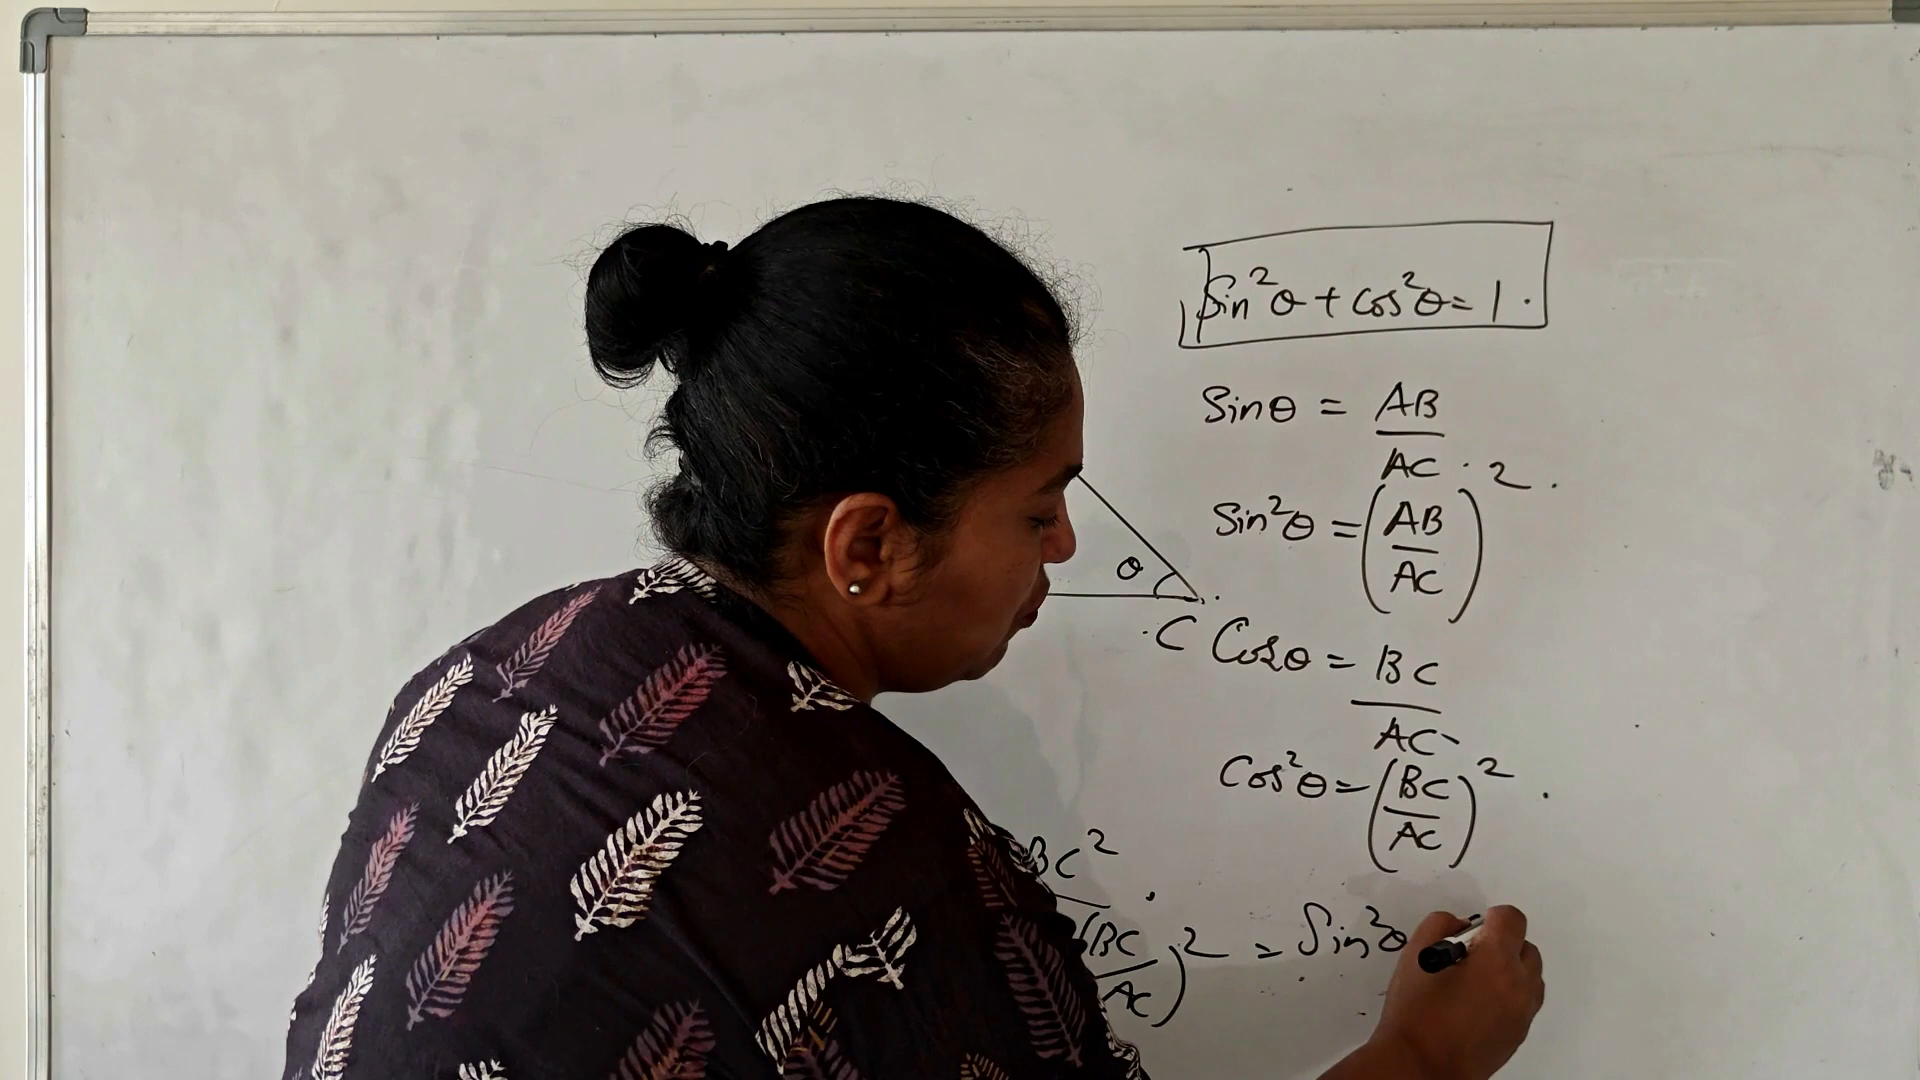 Sin²θ + cos²θ = 1.
Sinθ = AB/AC
Sin²θ = (AB/AC)²
θ
C
Cosθ = BC/AC
Cos²θ = (BC/AC)²
BC²
(BC/AC)² = Sin²θ